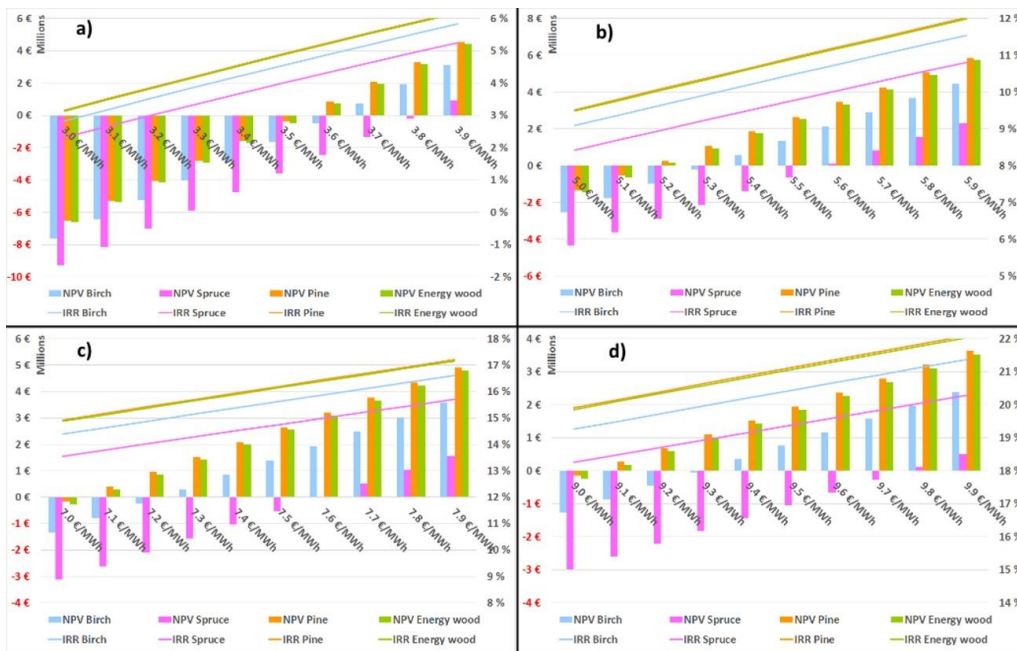 a)
Millions
6 €
4 €
2 €
0 €
-2 €
-4 €
-6 €
-8 €
-10 €
3.0 €/MWh
3.1 €/MWh
3.2 €/MWh
3.3 €/MWh
3.4 €/MWh
3.5 €/MWh
3.6 €/MWh
3.7 €/MWh
3.8 €/MWh
3.9 €/MWh
6 %
5 %
4 %
3 %
2 %
1 %
0 %
-1 %
-2 %
NPV Birch NPV Spruce NPV Pine NPV Energy wood
IRR Birch IRR Spruce IRR Pine IRR Energy wood
b)
Millions
8 €
6 €
4 €
2 €
0 €
-2 €
-4 €
-6 €
5.0 €/MWh
5.1 €/MWh
5.2 €/MWh
5.3 €/MWh
5.4 €/MWh
5.5 €/MWh
5.6 €/MWh
5.7 €/MWh
5.8 €/MWh
5.9 €/MWh
12 %
11 %
10 %
9 %
8 %
7 %
6 %
5 %
NPV Birch NPV Spruce NPV Pine NPV Energy wood
IRR Birch IRR Spruce IRR Pine IRR Energy wood
c)
Millions
6 €
5 €
4 €
3 €
2 €
1 €
0 €
-1 €
-2 €
-3 €
-4 €
7.0 €/MWh
7.1 €/MWh
7.2 €/MWh
7.3 €/MWh
7.4 €/MWh
7.5 €/MWh
7.6 €/MWh
7.7 €/MWh
7.8 €/MWh
7.9 €/MWh
18 %
17 %
16 %
15 %
14 %
13 %
12 %
11 %
10 %
9 %
8 %
NPV Birch NPV Spruce NPV Pine NPV Energy wood
IRR Birch IRR Spruce IRR Pine IRR Energy wood
d)
Millions
4 €
3 €
2 €
1 €
0 €
-1 €
-2 €
-3 €
-4 €
9.0 €/MWh
9.1 €/MWh
9.2 €/MWh
9.3 €/MWh
9.4 €/MWh
9.5 €/MWh
9.6 €/MWh
9.7 €/MWh
9.8 €/MWh
9.9 €/MWh
22 %
21 %
20 %
19 %
18 %
17 %
16 %
15 %
14 %
NPV Birch NPV Spruce NPV Pine NPV Energy wood
IRR Birch IRR Spruce IRR Pine IRR Energy wood